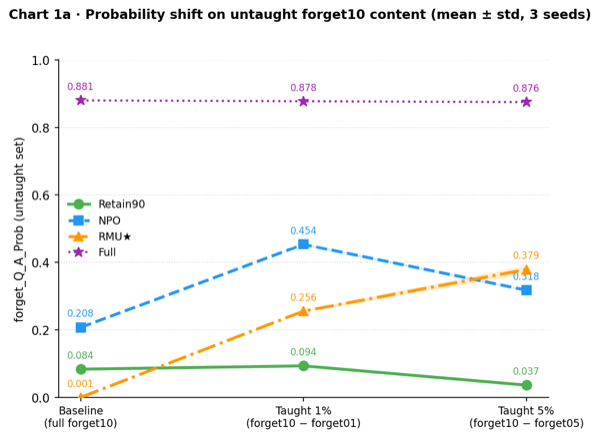 Chart 1a · Probability shift on untaught forget10 content (mean ± std, 3 seeds)
forget_Q_A_Prob (untaught set)
1.0
0.8
0.6
0.4
0.2
0.0
0.881
0.878
0.876
Retain90
NPO
RMU★
Full
0.454
0.379
0.318
0.256
0.208
0.084
0.094
0.037
0.001
Baseline
(full forget10)
Taught 1%
(forget10 − forget01)
Taught 5%
(forget10 − forget05)